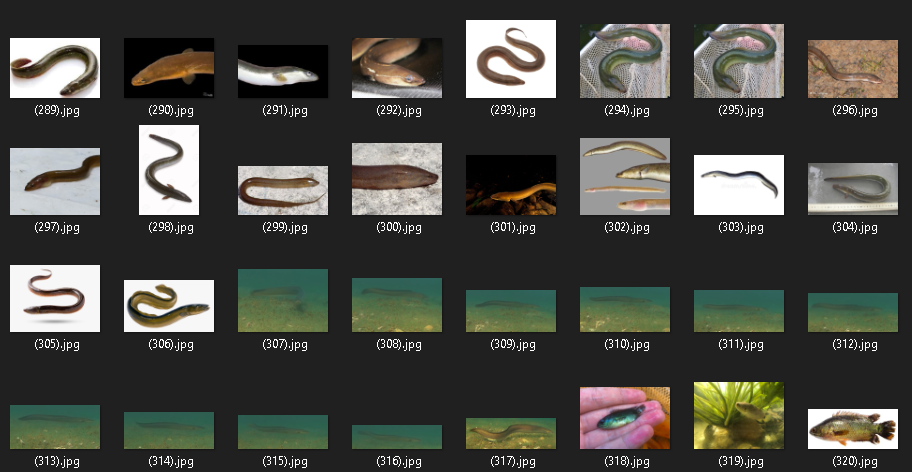 (289).jpg (290).jpg (291).jpg (292).jpg (293).jpg (294).jpg (295).jpg (296).jpg
(297).jpg (298).jpg (299).jpg (300).jpg (301).jpg (302).jpg (303).jpg (304).jpg
(305).jpg (306).jpg (307).jpg (308).jpg (309).jpg (310).jpg (311).jpg (312).jpg
(313).jpg (314).jpg (315).jpg (316).jpg (317).jpg (318).jpg (319).jpg (320).jpg